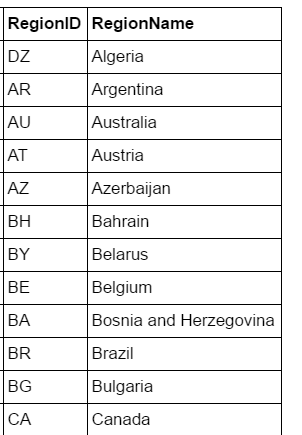 RegionID RegionName
DZ Algeria
AR Argentina
AU Australia
AT Austria
AZ Azerbaijan
BH Bahrain
BY Belarus
BE Belgium
BA Bosnia and Herzegovina
BR Brazil
BG Bulgaria
CA Canada